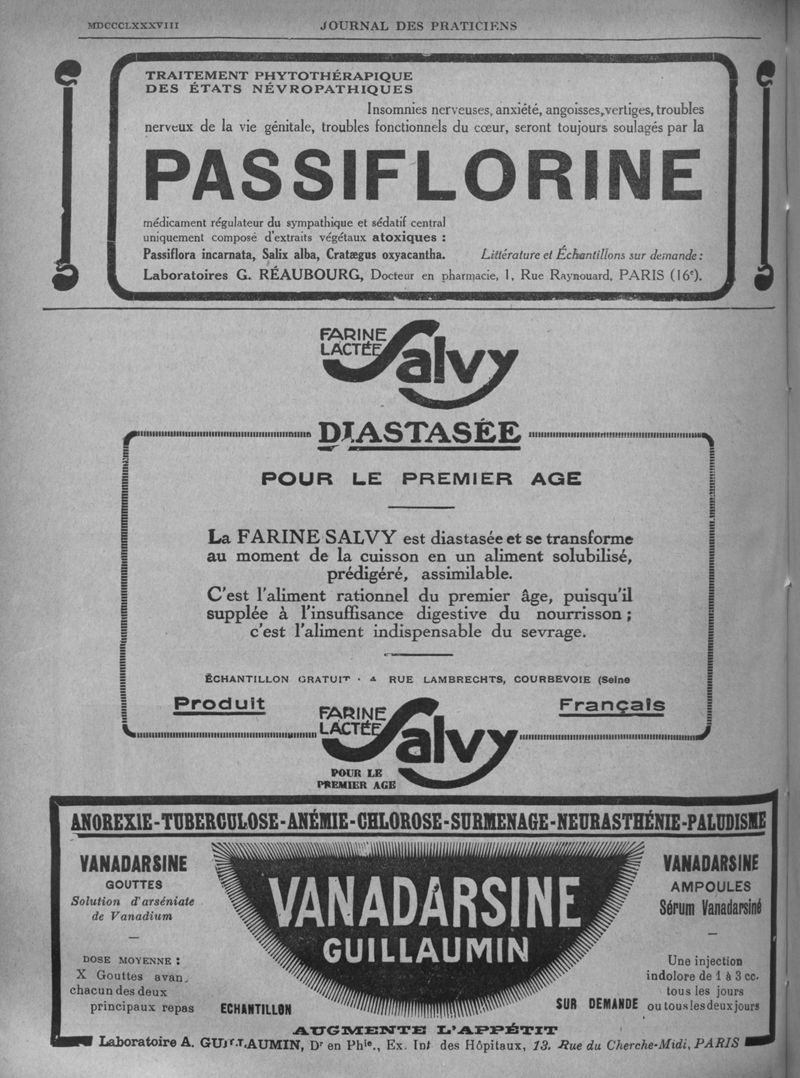 MDCCCLXXXVIII
JOURNAL DES PRATICIENS
TRAITEMENT PHYTOTHÉRAPIQUE
DES ÉTATS NÉVROPATHIQUES
Insomnies nerveuses, anxiété, angoisses, vertiges, troubles
nerveux de la vie génitale, troubles fonctionnels du cœur, seront toujours soulagés par la
PASSIFLORINE
médicament régulateur du sympathique et sédatif central
uniquement composé d'extraits végétaux atoxiques :
Passiflora incarnata, Salix alba, Cratægus oxyacantha.
Littérature et Échantillons sur demande :
Laboratoires G. RÉAUBOURG, Docteur en pharmacie, 1, Rue Raynouard, PARIS (16e).
FARINE
LACTÉE
Salvy
DIASTASÉE
POUR LE PREMIER AGE
La FARINE SALVY est diastasée et se transforme
au moment de la cuisson en un aliment solubilisé,
prédigéré, assimilable.
C'est l'aliment rationnel du premier âge, puisqu'il
supplée à l'insuffisance digestive du nourrisson ;
c'est l'aliment indispensable du sevrage.
ÉCHANTILLON GRATUIT · 4 RUE LAMBRECHTS, COURBEVOIE (Seine
Produit
Français
FARINE
LACTÉE
Salvy
POUR LE
PREMIER AGE
ANOREXIE-TUBERCULOSE-ANÉMIE-CHLOROSE-SURMENAGE-NEURASTHÉNIE-PALUDISME
VANADARSINE
GOUTTES
Solution d'arséniate
de Vanadium
DOSE MOYENNE :
X Gouttes avan
chacun des deux
principaux repas
VANADARSINE
GUILLAUMIN
ECHANTILLON
SUR DEMANDE
VANADARSINE
AMPOULES
Sérum Vanadarsiné
Une injection
indolore de 1 à 3 cc.
tous les jours
ou tous les deux jours
AUGMENTE L'APPÉTIT
Laboratoire A. GUILLAUMIN, Dr en Phie., Ex. Int des Hôpitaux, 13, Rue du Cherche-Midi, PARIS